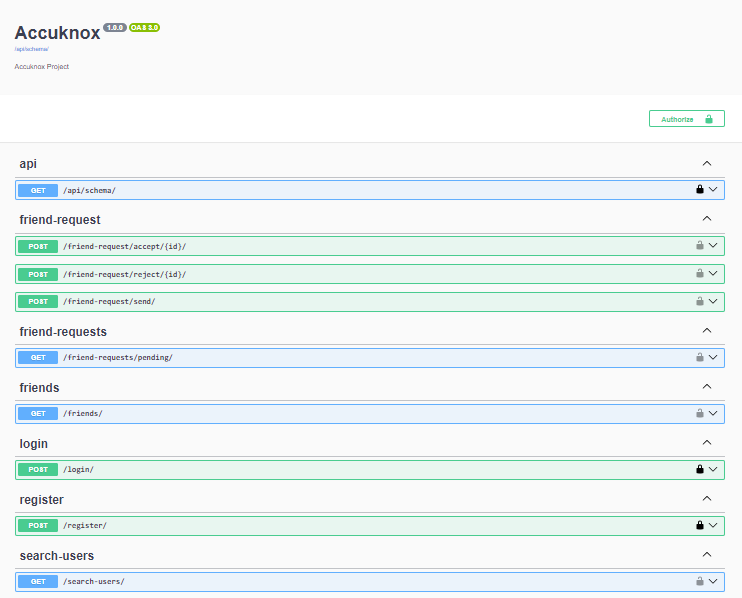 Accuknox 1.0.0 OAS 3.0
/api/schema/
Accuknox Project
Authorize
api
GET /api/schema/
friend-request
POST /friend-request/accept/{id}/
POST /friend-request/reject/{id}/
POST /friend-request/send/
friend-requests
GET /friend-requests/pending/
friends
GET /friends/
login
POST /login/
register
POST /register/
search-users
GET /search-users/